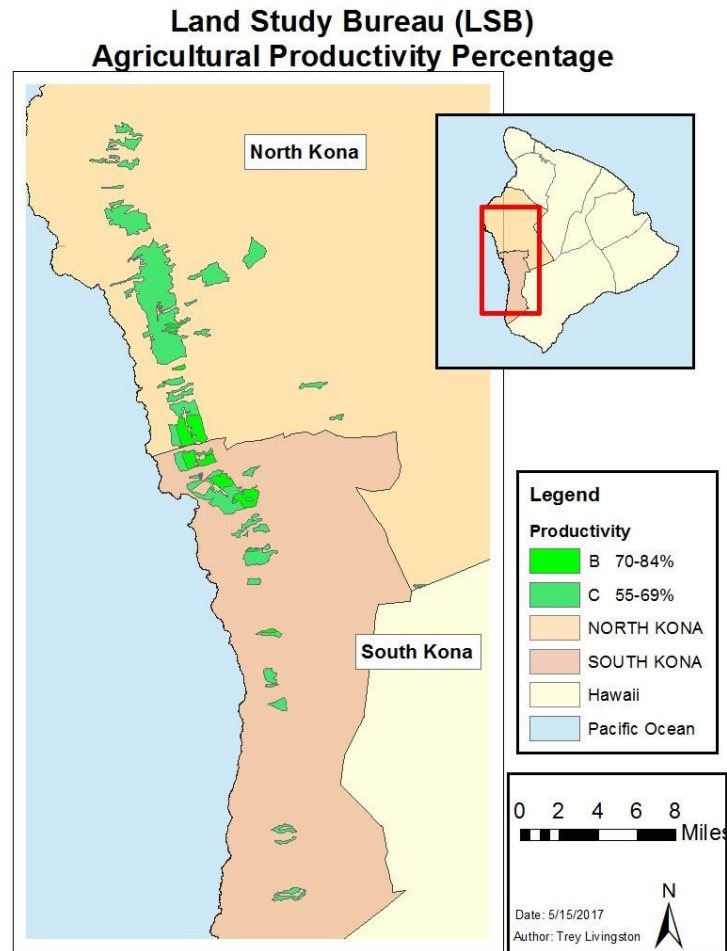 Land Study Bureau (LSB)
Agricultural Productivity Percentage
North Kona
South Kona
Legend
Productivity
B 70-84%
C 55-69%
NORTH KONA
SOUTH KONA
Hawaii
Pacific Ocean
0 2 4 6 8
Miles
N
Date: 5/15/2017
Author: Trey Livingston